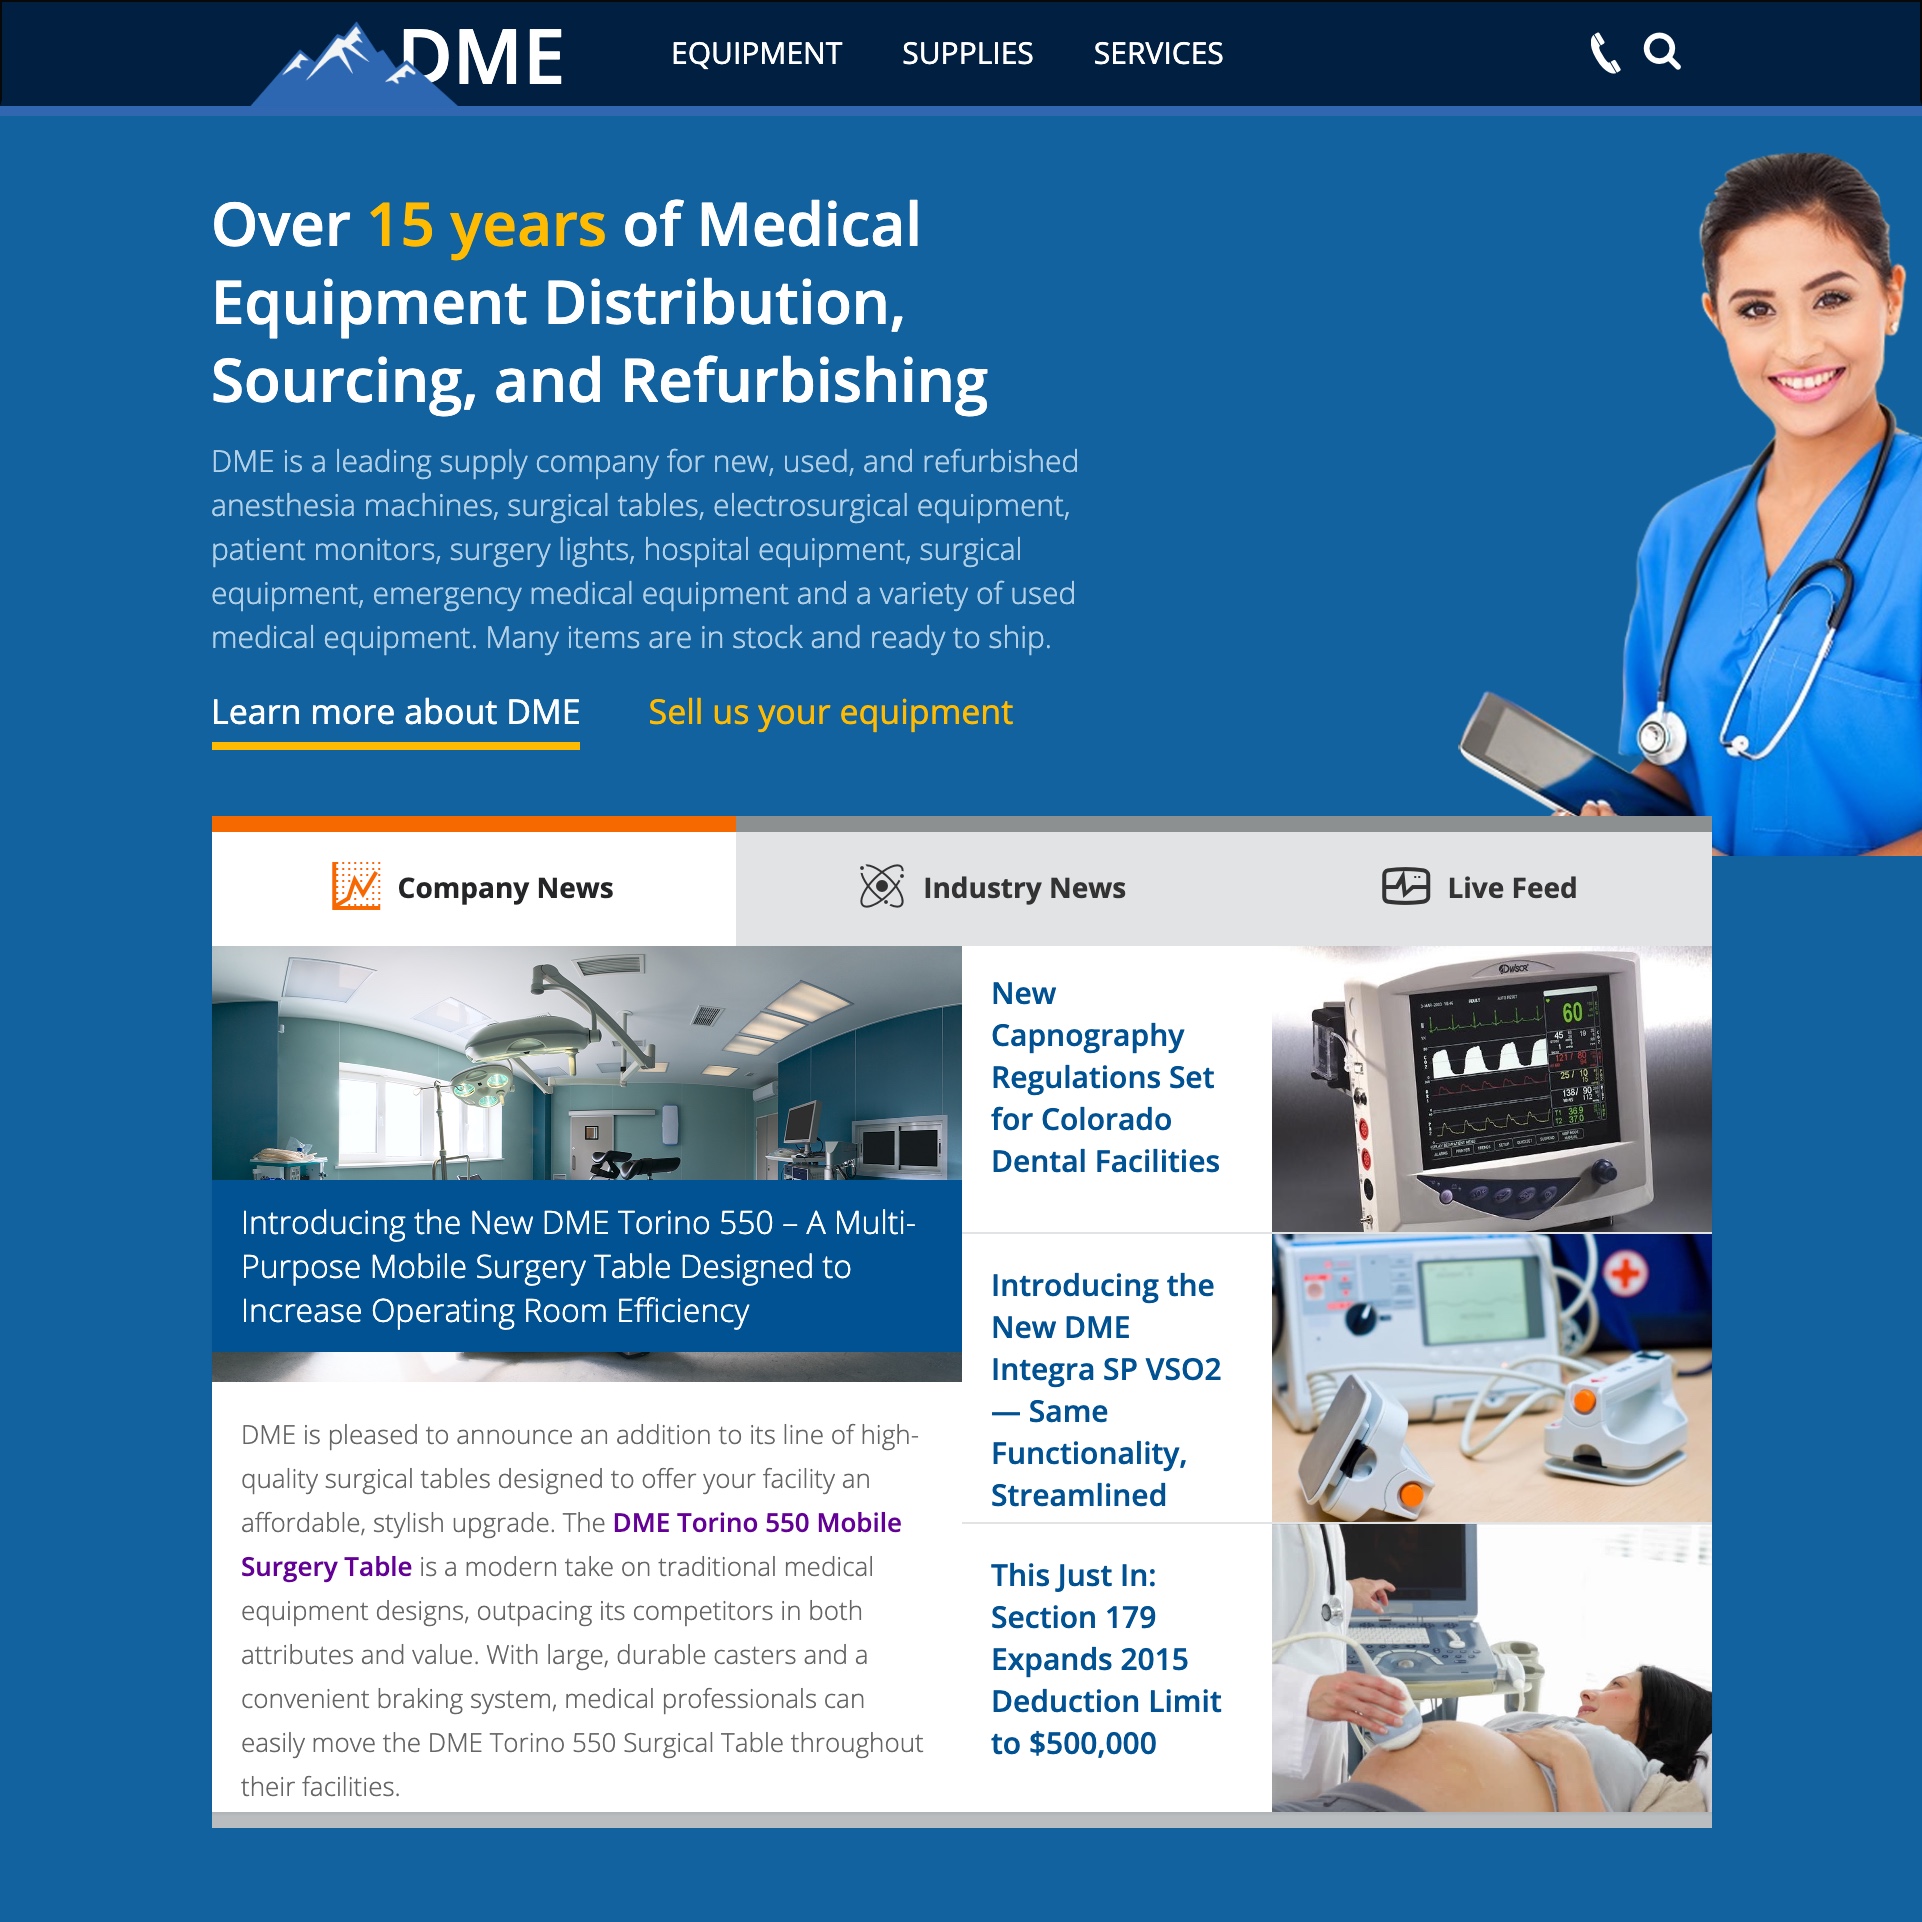 DME
EQUIPMENT
SUPPLIES
SERVICES
Over 15 years of Medical
Equipment Distribution,
Sourcing, and Refurbishing
DME is a leading supply company for new, used, and refurbished
anesthesia machines, surgical tables, electrosurgical equipment,
patient monitors, surgery lights, hospital equipment, surgical
equipment, emergency medical equipment and a variety of used
medical equipment. Many items are in stock and ready to ship.
Learn more about DME
Sell us your equipment
Company News
Industry News
Live Feed
Introducing the New DME Torino 550 – A Multi-
Purpose Mobile Surgery Table Designed to
Increase Operating Room Efficiency
DME is pleased to announce an addition to its line of high-
quality surgical tables designed to offer your facility an
affordable, stylish upgrade. The DME Torino 550 Mobile
Surgery Table is a modern take on traditional medical
equipment designs, outpacing its competitors in both
attributes and value. With large, durable casters and a
convenient braking system, medical professionals can
easily move the DME Torino 550 Surgical Table throughout
their facilities.
New
Capnography
Regulations Set
for Colorado
Dental Facilities
60
Introducing the
New DME
Integra SP VSO2
— Same
Functionality,
Streamlined
This Just In:
Section 179
Expands 2015
Deduction Limit
to $500,000